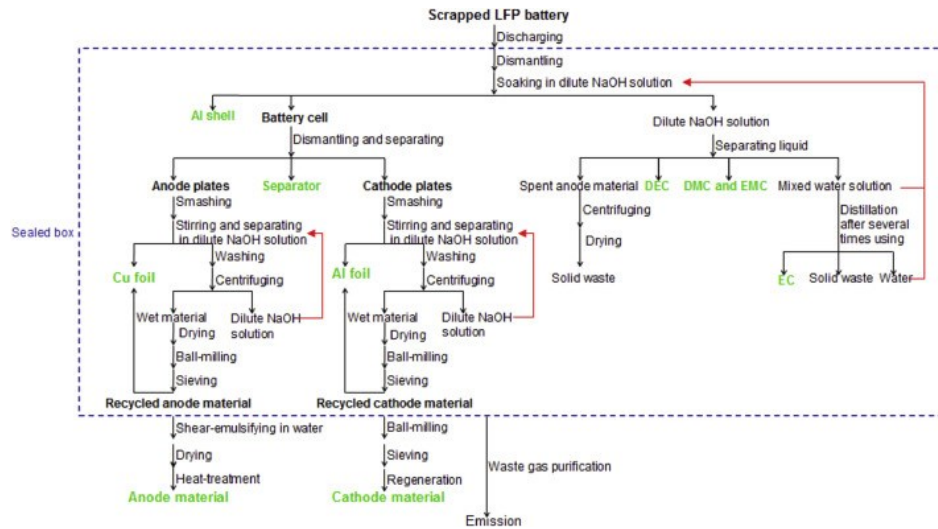 Scrapped LFP battery
Discharging
Dismantling
Soaking in dilute NaOH solution
Al shell
Battery cell
Dilute NaOH solution
Dismantling and separating
Separating liquid
Anode plates
Separator
Cathode plates
Spent anode material
DEC
DMC and EMC
Mixed water solution
Smashing
Smashing
Centrifuging
Distillation
after several
times using
Stirring and separating
in dilute NaOH solution
Stirring and separating
in dilute NaOH solution
Sealed box
Drying
Washing
Washing
Cu foil
Al foil
Solid waste
EC
Solid waste
Water
Centrifuging
Centrifuging
Wet material
Dilute NaOH
solution
Wet material
Dilute NaOH
solution
Drying
Drying
Ball-milling
Ball-milling
Sieving
Sieving
Recycled anode material
Recycled cathode material
Shear-emulsifying in water
Ball-milling
Drying
Sieving
Waste gas purification
Heat-treatment
Regeneration
Anode material
Cathode material
Emission